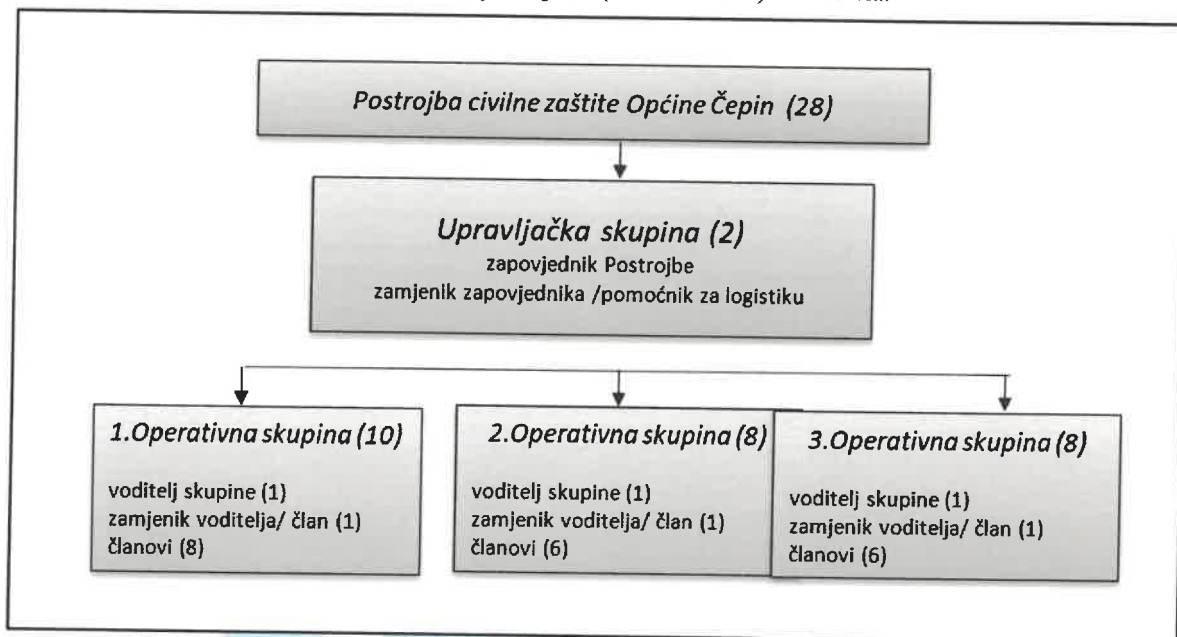 Postrojba civilne zaštite Općine Čepin (28)
Upravljačka skupina (2)
zapovjednik Postrojbe
zamjenik zapovjednika /pomoćnik za logistiku
1.Operativna skupina (10)
voditelj skupine (1)
zamjenik voditelja/ član (1)
članovi (8)
2.Operativna skupina (8)
voditelj skupine (1)
zamjenik voditelja/ član (1)
članovi (6)
3.Operativna skupina (8)
voditelj skupine (1)
zamjenik voditelja/ član (1)
članovi (6)